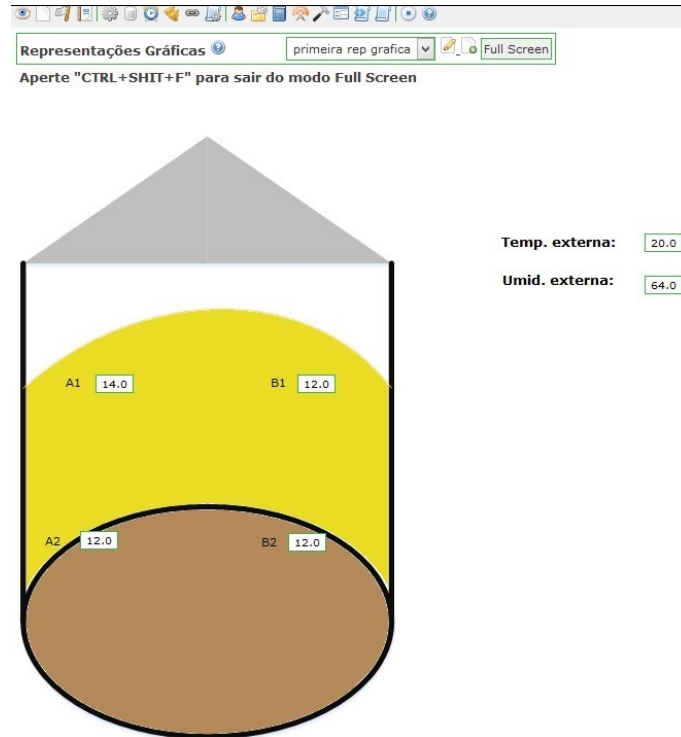 Representações Gráficas primeira rep grafica Full Screen
Aperte "CTRL+SHIT+F" para sair do modo Full Screen
Temp. externa: 20.0
Umid. externa: 64.0
A1 14.0 B1 12.0
A2 12.0 B2 12.0